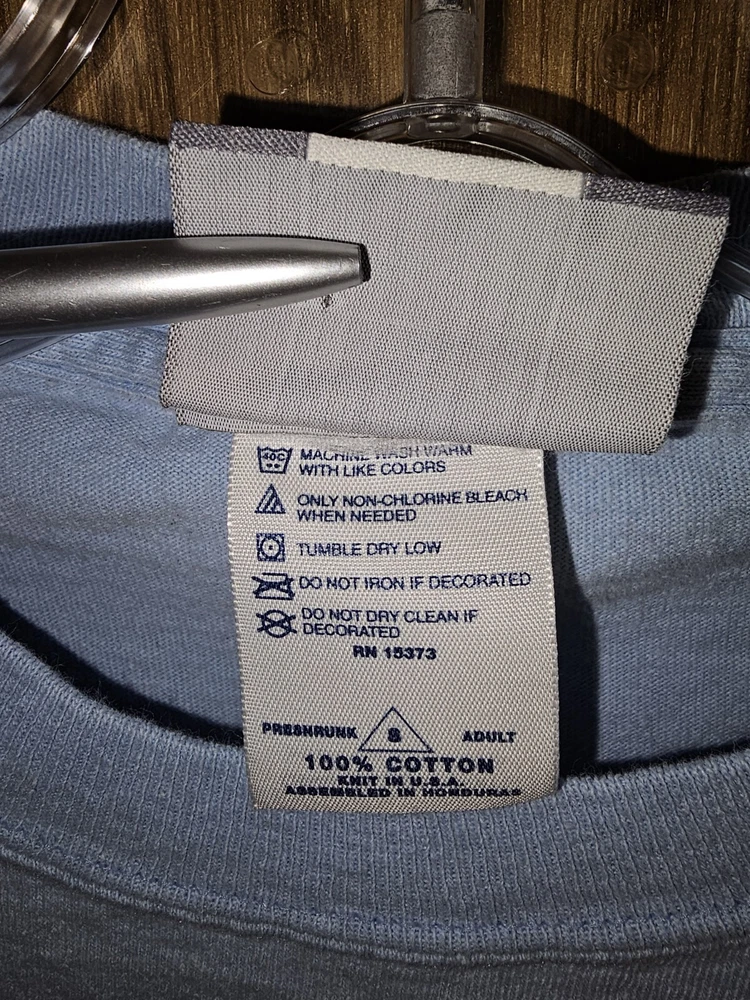 40C
MACHINE WASH WARM
WITH LIKE COLORS
ONLY NON-CHLORINE BLEACH
WHEN NEEDED
TUMBLE DRY LOW
DO NOT IRON IF DECORATED
DO NOT DRY CLEAN IF
DECORATED
RN 15373
PRESHRUNK S ADULT
100% COTTON
KNIT IN U.S.A.
ASSEMBLED IN HONDURAS